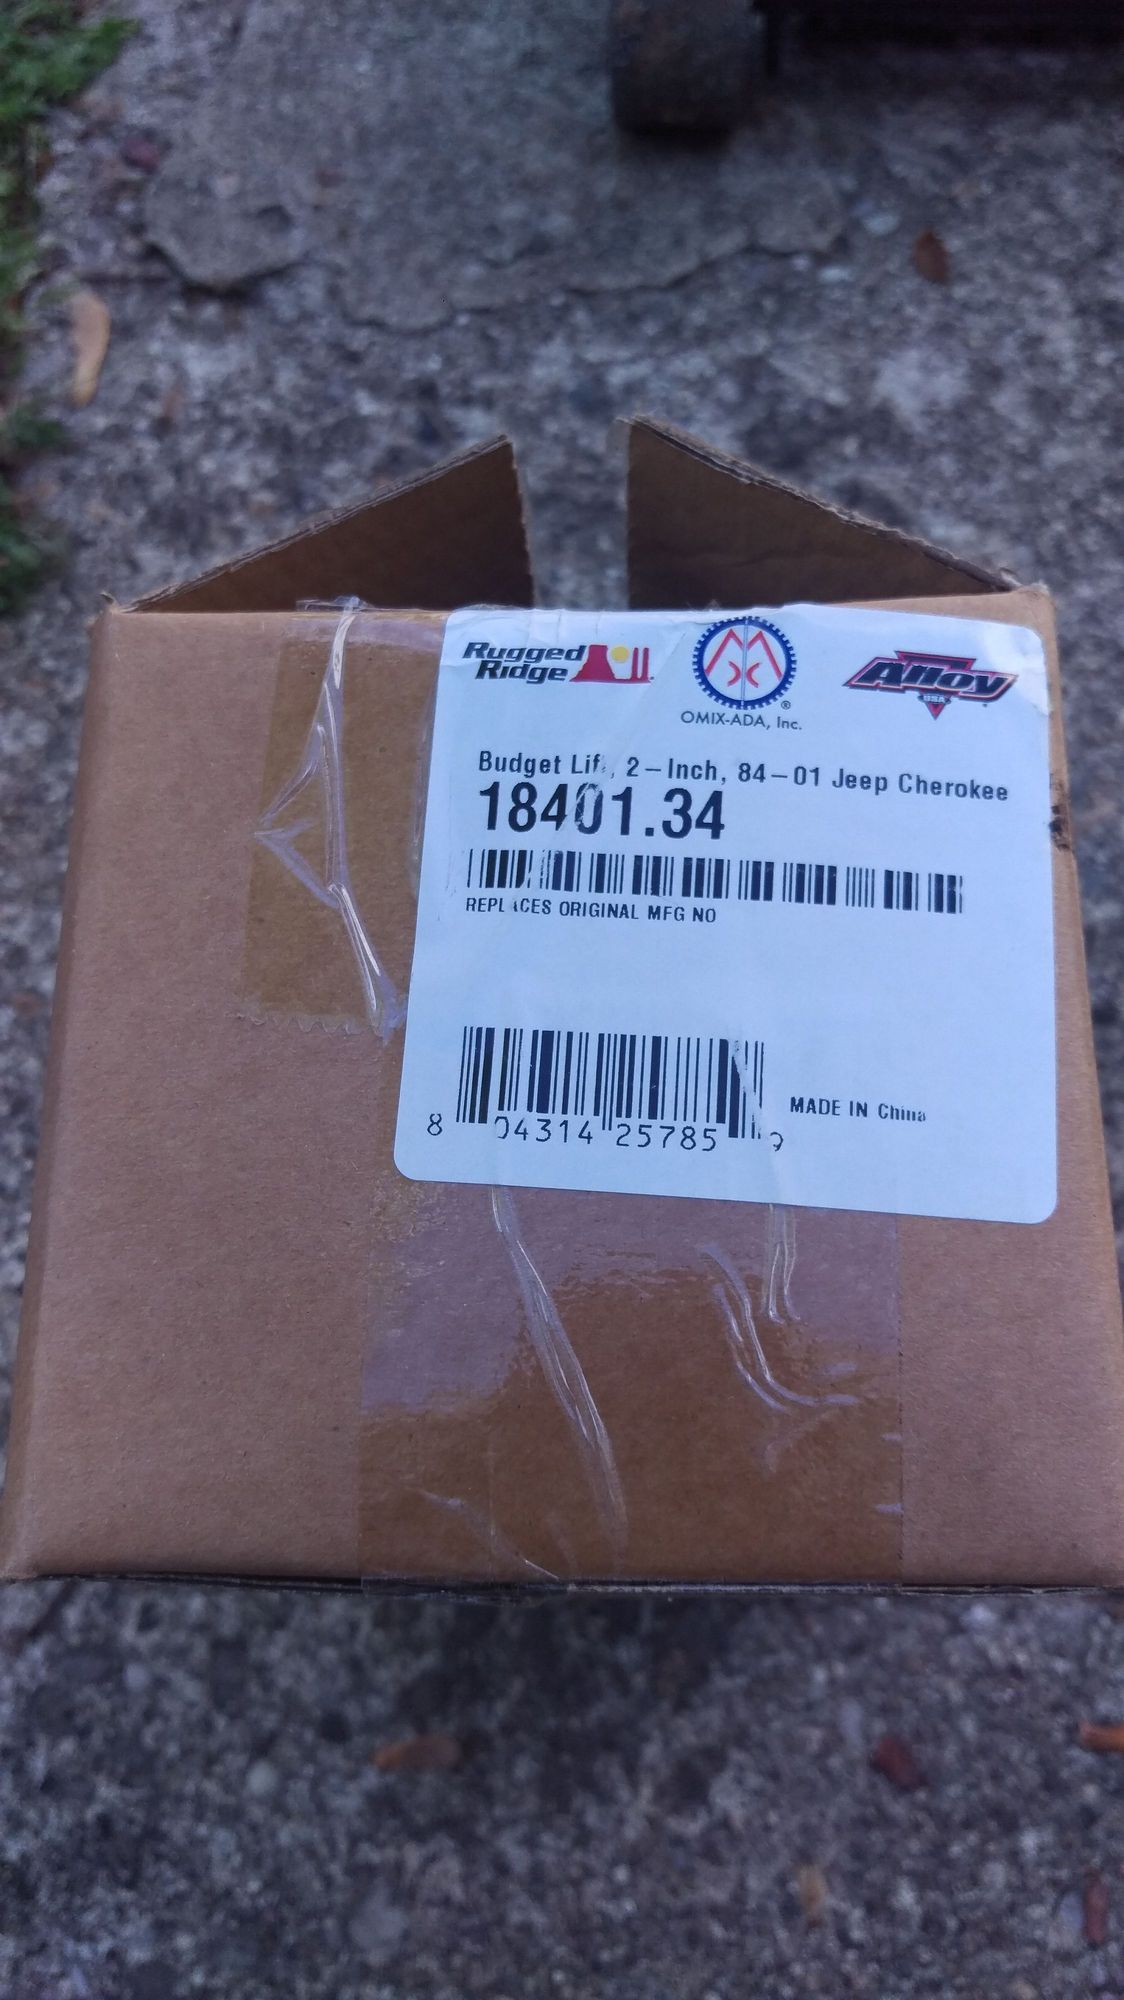 Rugged
Ridge
OMIX-ADA, Inc.
Alloy
USA
Budget Lif, 2-Inch, 84-01 Jeep Cherokee
18401.34
REPLACES ORIGINAL MFG NO
8 04314 25785 9
MADE IN China